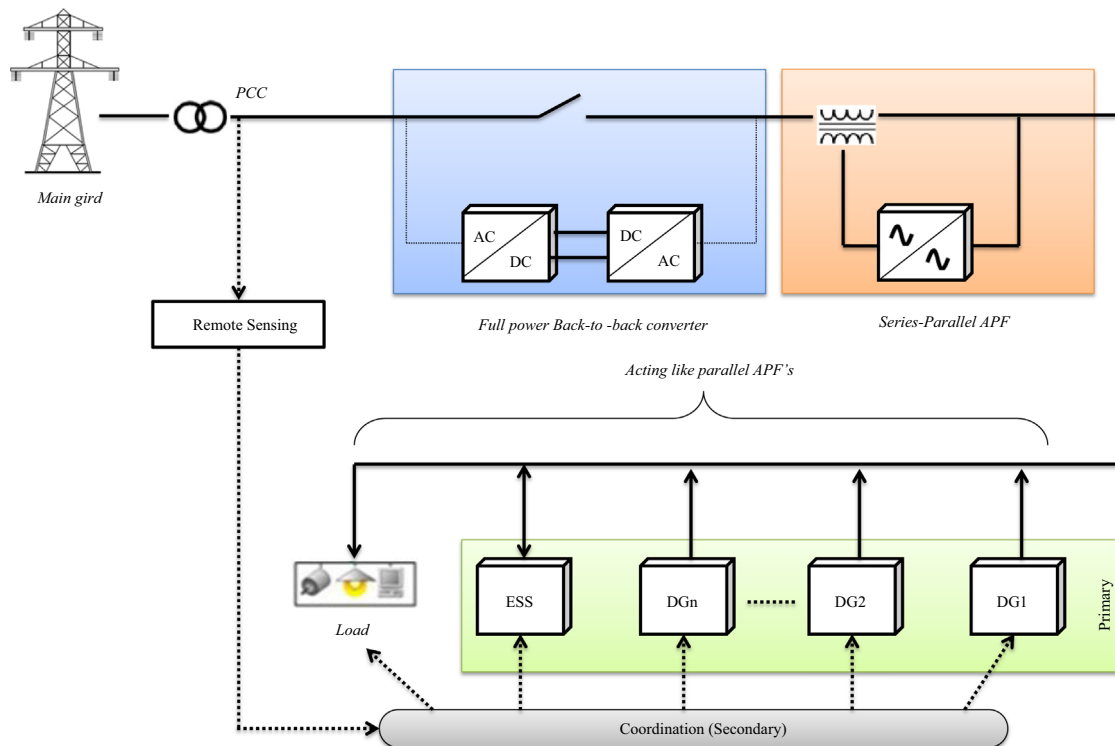 PCC
Main gird
AC
DC
DC
AC
Remote Sensing
Full power Back-to -back converter
Series-Parallel APF
Acting like parallel APF's
ESS
DGn
DG2
DG1
Primary
Load
Coordination (Secondary)